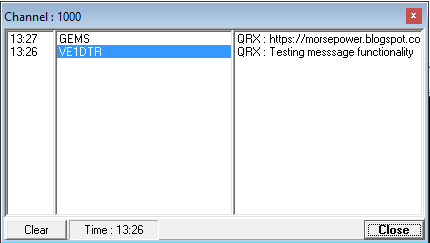 Channel : 1000
x
13:27 GEMS QRX : https://morsepower.blogspot.co
13:26 VE1DTR QRX : Testing messsage functionality
Clear Time : 13:26 Close